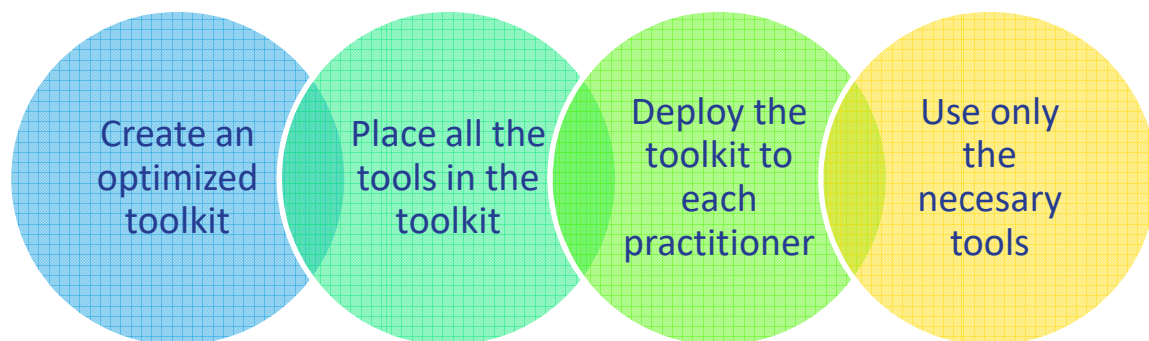 Create an
optimized
toolkit
Place all the
tools in the
toolkit
Deploy the
toolkit to
each
practitioner
Use only
the
necesary
tools